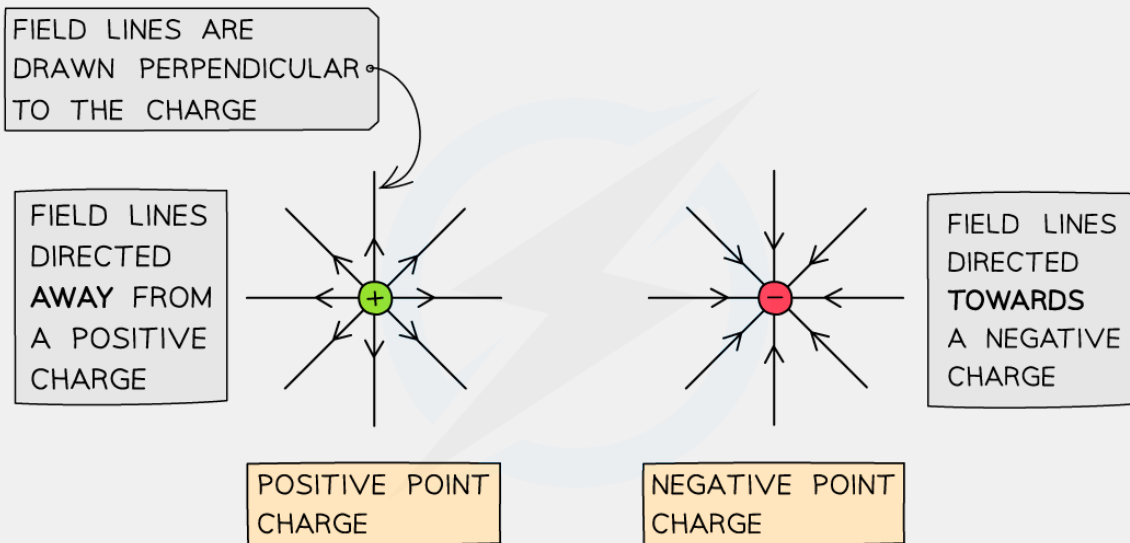 FIELD LINES ARE
DRAWN PERPENDICULAR
TO THE CHARGE
FIELD LINES
DIRECTED
AWAY FROM
A POSITIVE
CHARGE
+
−
FIELD LINES
DIRECTED
TOWARDS
A NEGATIVE
CHARGE
POSITIVE POINT
CHARGE
NEGATIVE POINT
CHARGE